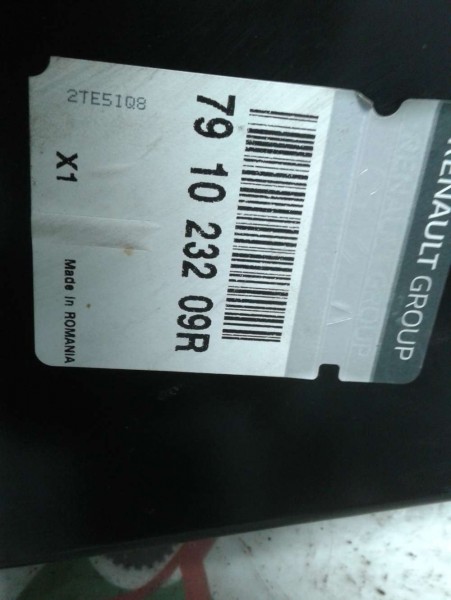 RENAULT GROUP
79 10 232 09R
2TE5IQ8
X1
Made in ROMANIA